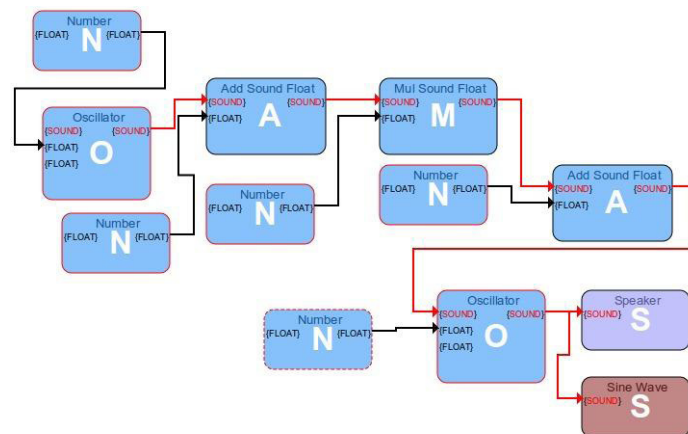 Number
{FLOAT} N {FLOAT}
Oscillator
{SOUND} {SOUND}
{FLOAT} O
{FLOAT}
Number
{FLOAT} N {FLOAT}
Add Sound Float
{SOUND} {SOUND}
{FLOAT} A
Number
{FLOAT} N {FLOAT}
Mul Sound Float
{SOUND} {SOUND}
{FLOAT} M
Number
{FLOAT} N {FLOAT}
Add Sound Float
{SOUND} {SOUND}
{FLOAT} A
Number
{FLOAT} N {FLOAT}
Oscillator
{SOUND} {SOUND}
{FLOAT} O
{FLOAT}
Speaker
{SOUND} S
Sine Wave
{SOUND} S